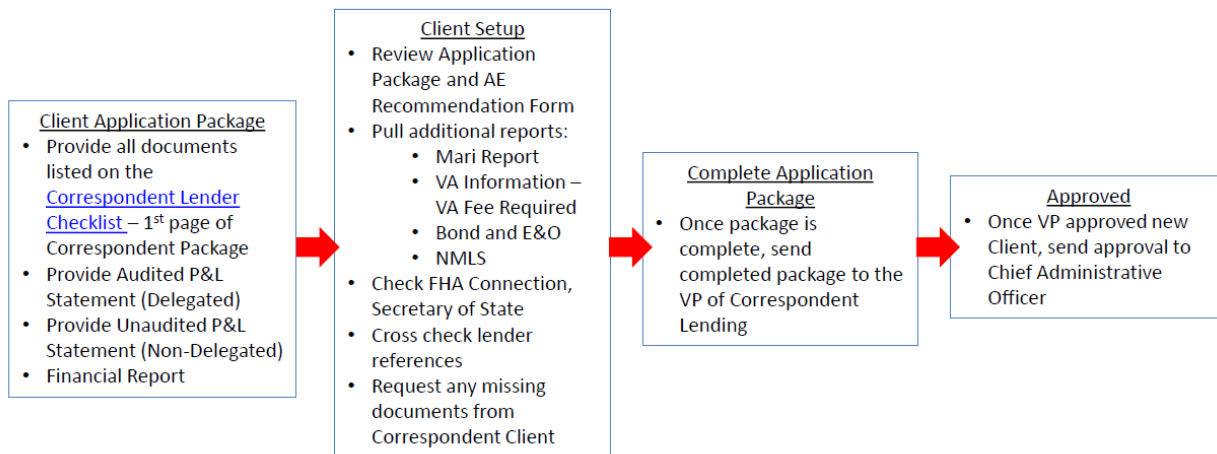 Client Application Package
• Provide all documents
listed on the
Correspondent Lender
Checklist – 1st page of
Correspondent Package
• Provide Audited P&L
Statement (Delegated)
• Provide Unaudited P&L
Statement (Non-Delegated)
• Financial Report
Client Setup
• Review Application
Package and AE
Recommendation Form
• Pull additional reports:
• Mari Report
• VA Information –
VA Fee Required
• Bond and E&O
• NMLS
• Check FHA Connection,
Secretary of State
• Cross check lender
references
• Request any missing
documents from
Correspondent Client
Complete Application
Package
• Once package is
complete, send
completed package to the
VP of Correspondent
Lending
Approved
• Once VP approved new
Client, send approval to
Chief Administrative
Officer